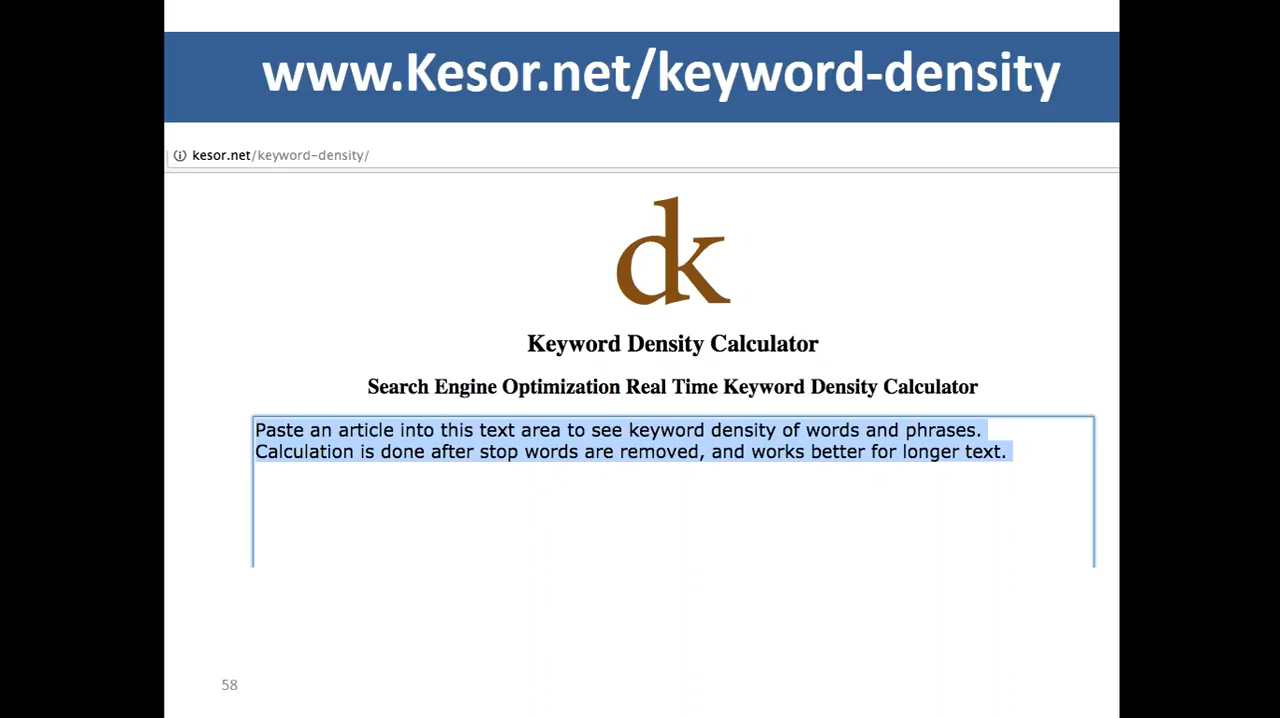 www.Kesor.net/keyword-density
kesor.net/keyword-density/
dk
Keyword Density Calculator
Search Engine Optimization Real Time Keyword Density Calculator
Paste an article into this text area to see keyword density of words and phrases.
Calculation is done after stop words are removed, and works better for longer text.
58